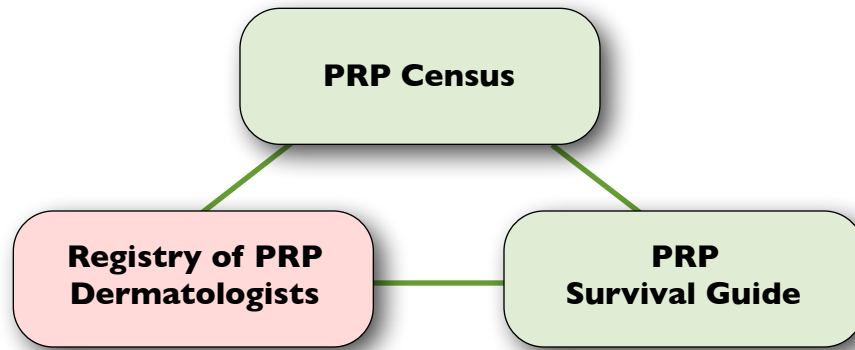 PRP Census
Registry of PRP
Dermatologists
PRP
Survival Guide